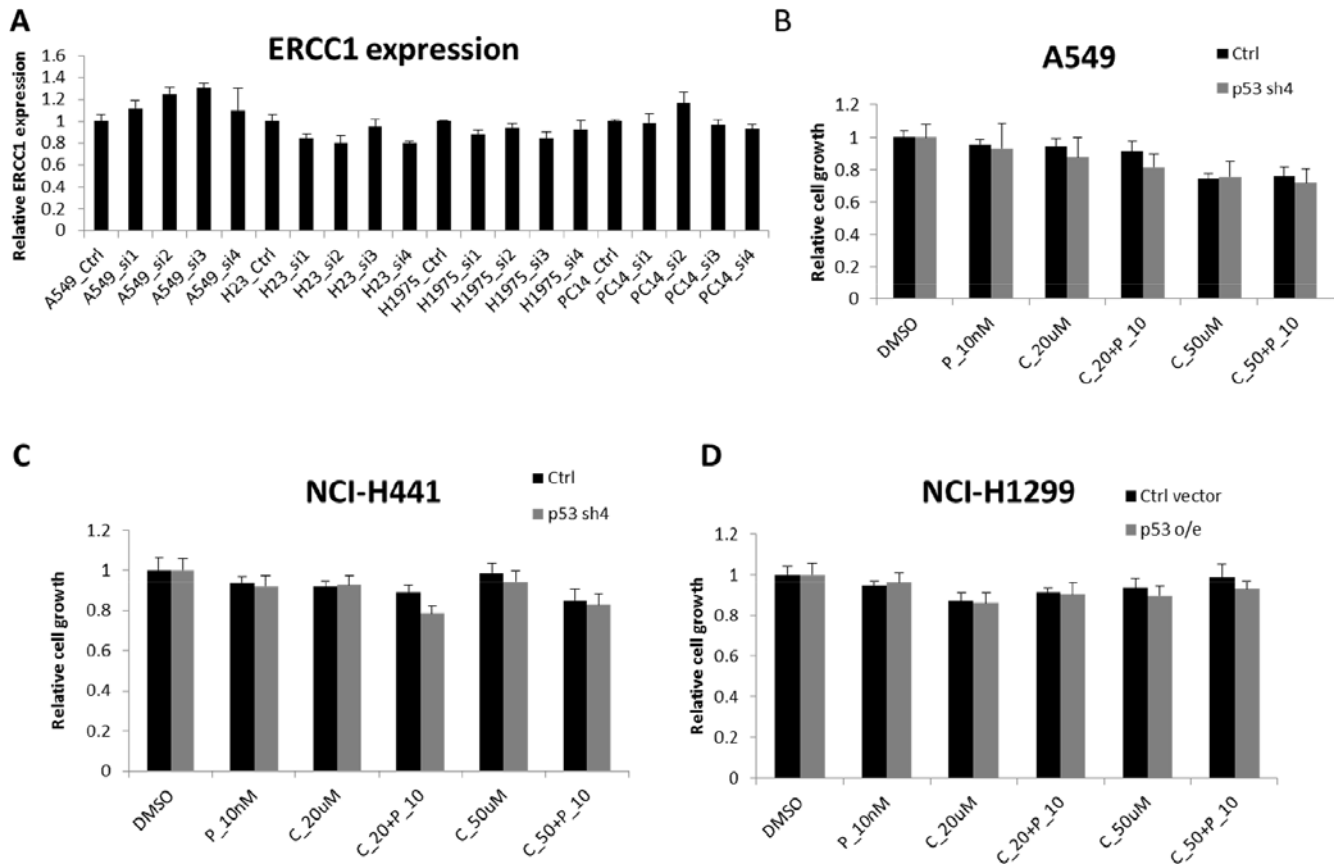 A
ERCC1 expression
Relative ERCC1 expression
1.6
1.4
1.2
1
0.8
0.6
0.4
0.2
0
A549_Ctrl
A549_si1
A549_si2
A549_si3
A549_si4
H23_Ctrl
H23_si1
H23_si2
H23_si3
H23_si4
H1975_Ctrl
H1975_si1
H1975_si2
H1975_si3
H1975_si4
PC14_Ctrl
PC14_si1
PC14_si2
PC14_si3
PC14_si4
B
A549
Ctrl
p53 sh4
Relative cell growth
1.2
1
0.8
0.6
0.4
0.2
0
DMSO
P_10nM
C_20uM
C_20+P_10
C_50uM
C_50+P_10
C
NCI-H441
Ctrl
p53 sh4
Relative cell growth
1.2
1
0.8
0.6
0.4
0.2
0
DMSO
P_10nM
C_20uM
C_20+P_10
C_50uM
C_50+P_10
D
NCI-H1299
Ctrl vector
p53 o/e
Relative cell growth
1.2
1
0.8
0.6
0.4
0.2
0
DMSO
P_10nM
C_20uM
C_20+P_10
C_50uM
C_50+P_10